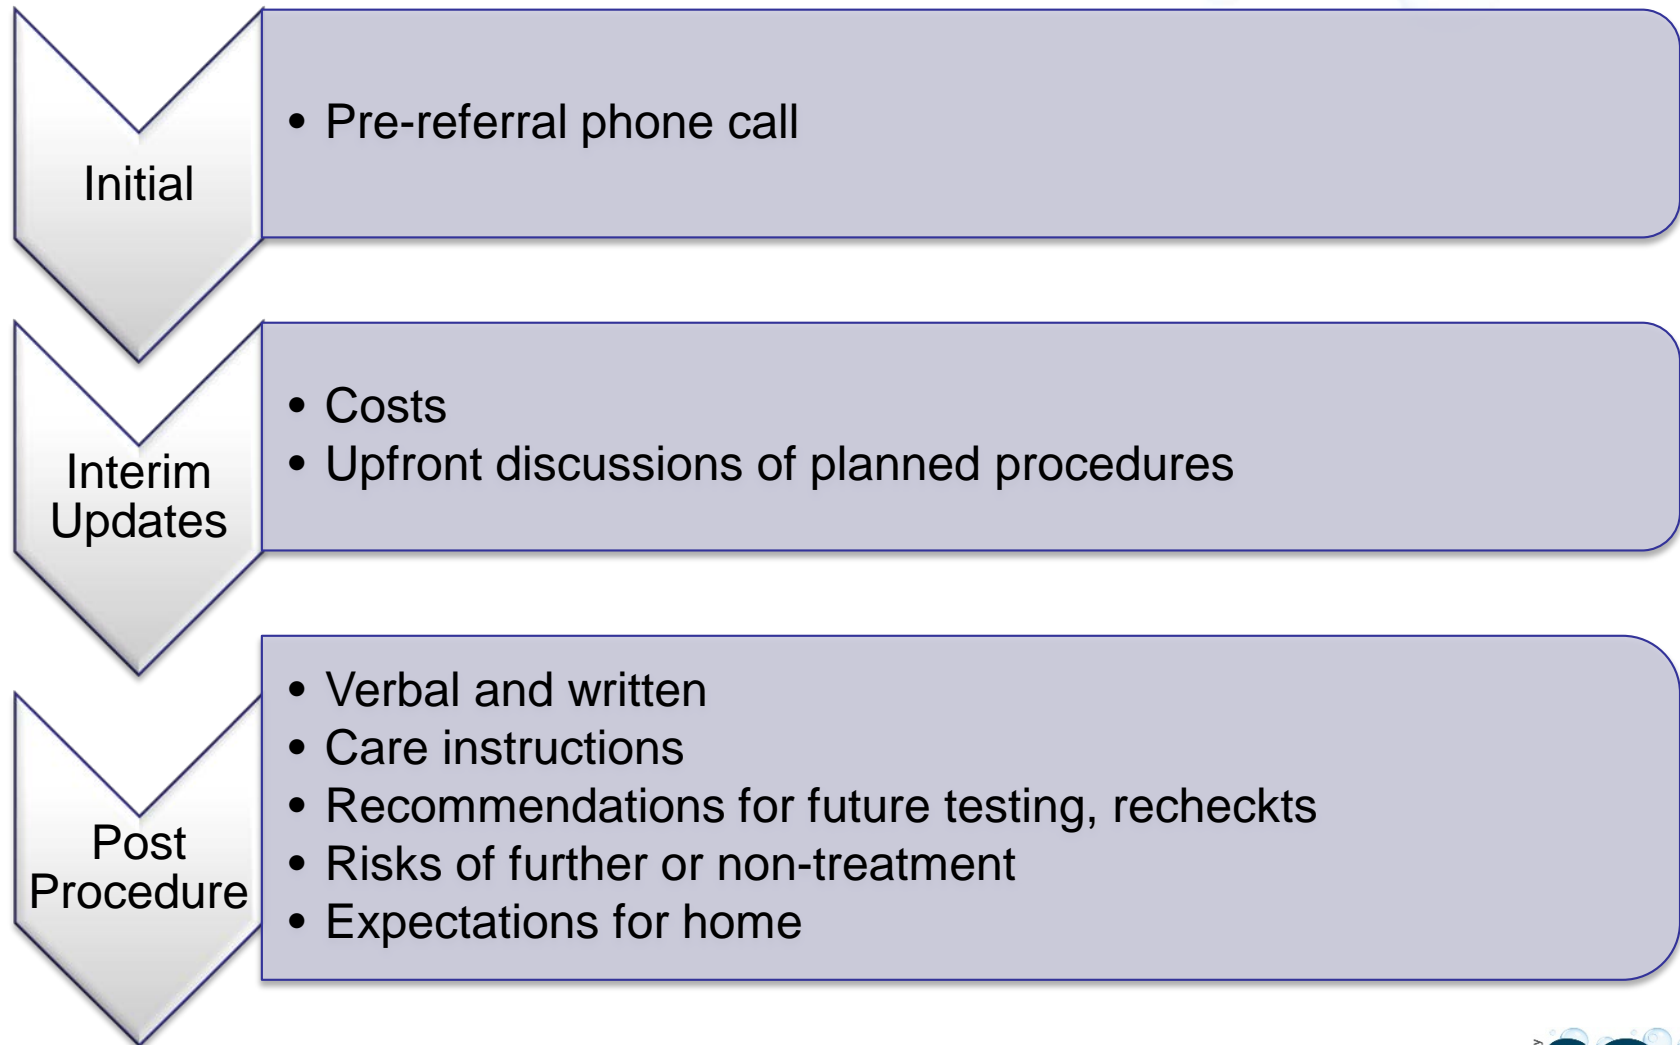 Initial
• Pre-referral phone call
Interim
Updates
• Costs
• Upfront discussions of planned procedures
Post
Procedure
• Verbal and written
• Care instructions
• Recommendations for future testing, recheckts
• Risks of further or non-treatment
• Expectations for home